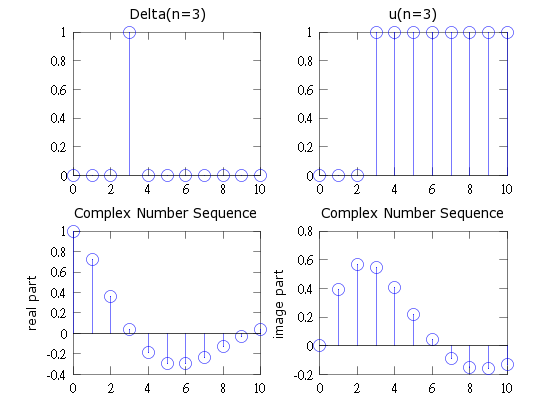 Delta(n=3) u(n=3)
1 1
0.8 0.8
0.6 0.6
0.4 0.4
0.2 0.2
0 0
0 2 4 6 8 10 0 2 4 6 8 10
Complex Number Sequence Complex Number Sequence
1 0.8
0.8 0.6
0.6 0.4
0.4 0.2
0.2 0
0 -0.2
-0.2
-0.4
real part image part
0 2 4 6 8 10 0 2 4 6 8 10